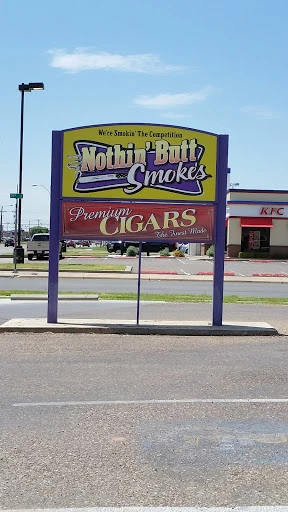 We're Smokin' The Competition
Nothin' Butt
Smokes
Premium
CIGARS
The Finest Made
KFC